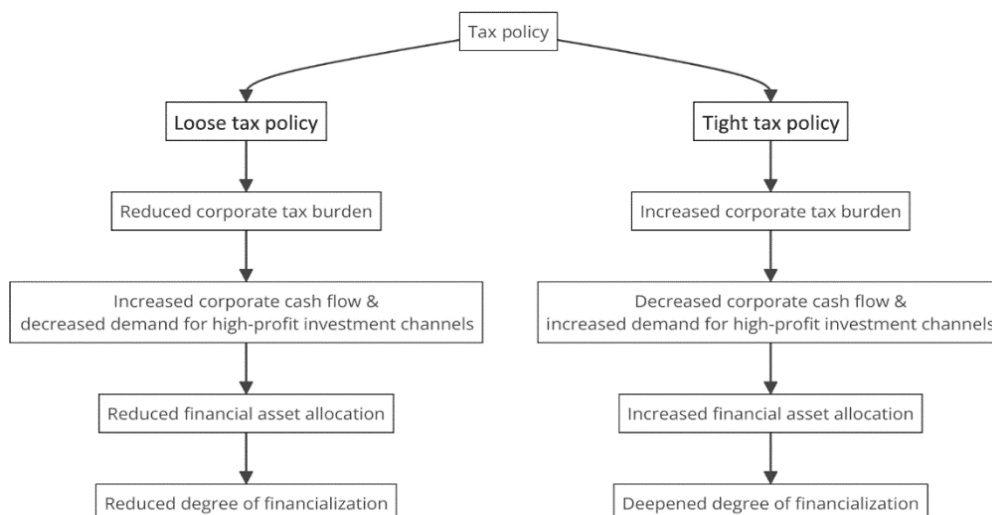 Tax policy
Loose tax policy
Tight tax policy
Reduced corporate tax burden
Increased corporate tax burden
Increased corporate cash flow &
decreased demand for high-profit investment channels
Decreased corporate cash flow &
increased demand for high-profit investment channels
Reduced financial asset allocation
Increased financial asset allocation
Reduced degree of financialization
Deepened degree of financialization